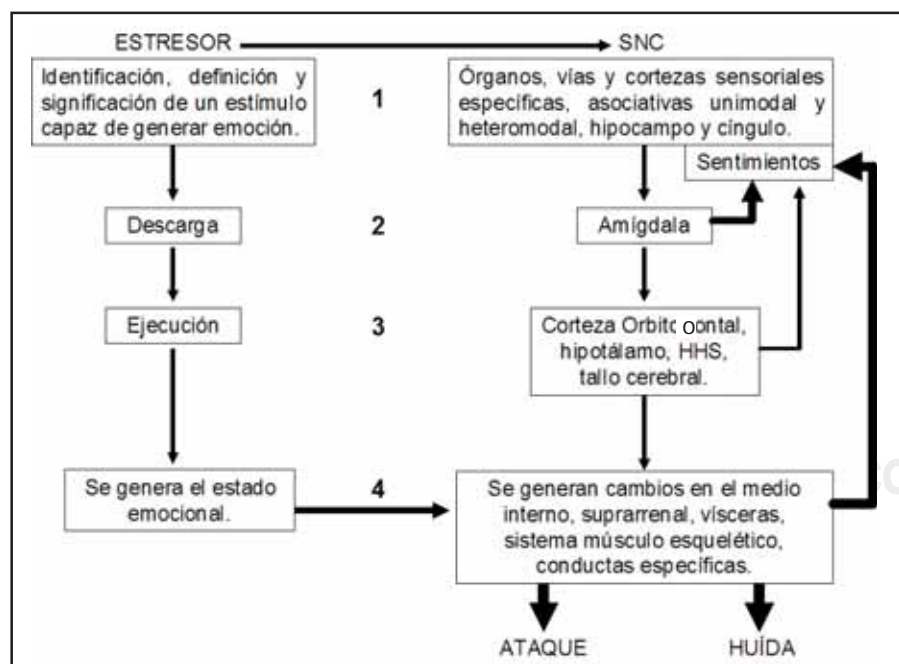 ESTRESOR SNC
Identificación, definición y
significación de un estímulo
capaz de generar emoción.
1
Órganos, vías y cortezas sensoriales
específicas, asociativas unimodal y
heteromodal, hipocampo y cíngulo.
Sentimientos
Descarga
2
Amígdala
Ejecución
3
Corteza
hipotálamo, HHS,
tallo cerebral.
Se genera el estado
emocional.
4
Se generan cambios en el medio
interno, suprarrenal, vísceras,
sistema músculo esquelético,
conductas específicas.
ATAQUE HUÍDA